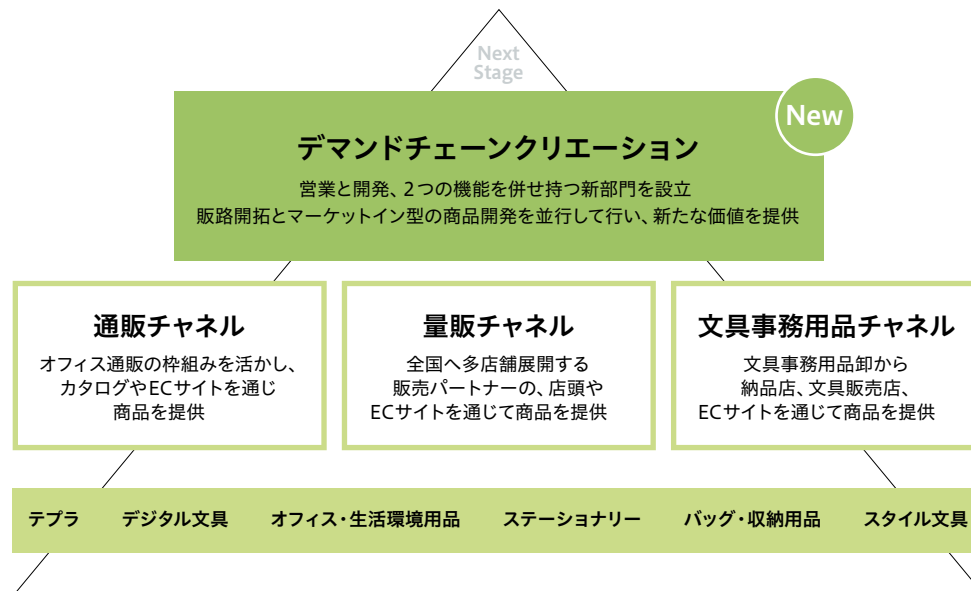 Next
Stage
New
デマンドチェーンクリエーション
営業と開発、2つの機能を併せ持つ新部門を設立
販路開拓とマーケットイン型の商品開発を並行して行い、新たな価値を提供
通販チャネル
オフィス通販の枠組みを活かし、
カタログやECサイトを通じ
商品を提供
量販チャネル
全国へ多店舗展開する
販売パートナーの、店頭や
ECサイトを通じて商品を提供
文具事務用品チャネル
文具事務用品卸から
納品店、文具販売店、
ECサイトを通じて商品を提供
テプラ デジタル文具 オフィス・生活環境用品 ステーショナリー バッグ・収納用品 スタイル文具